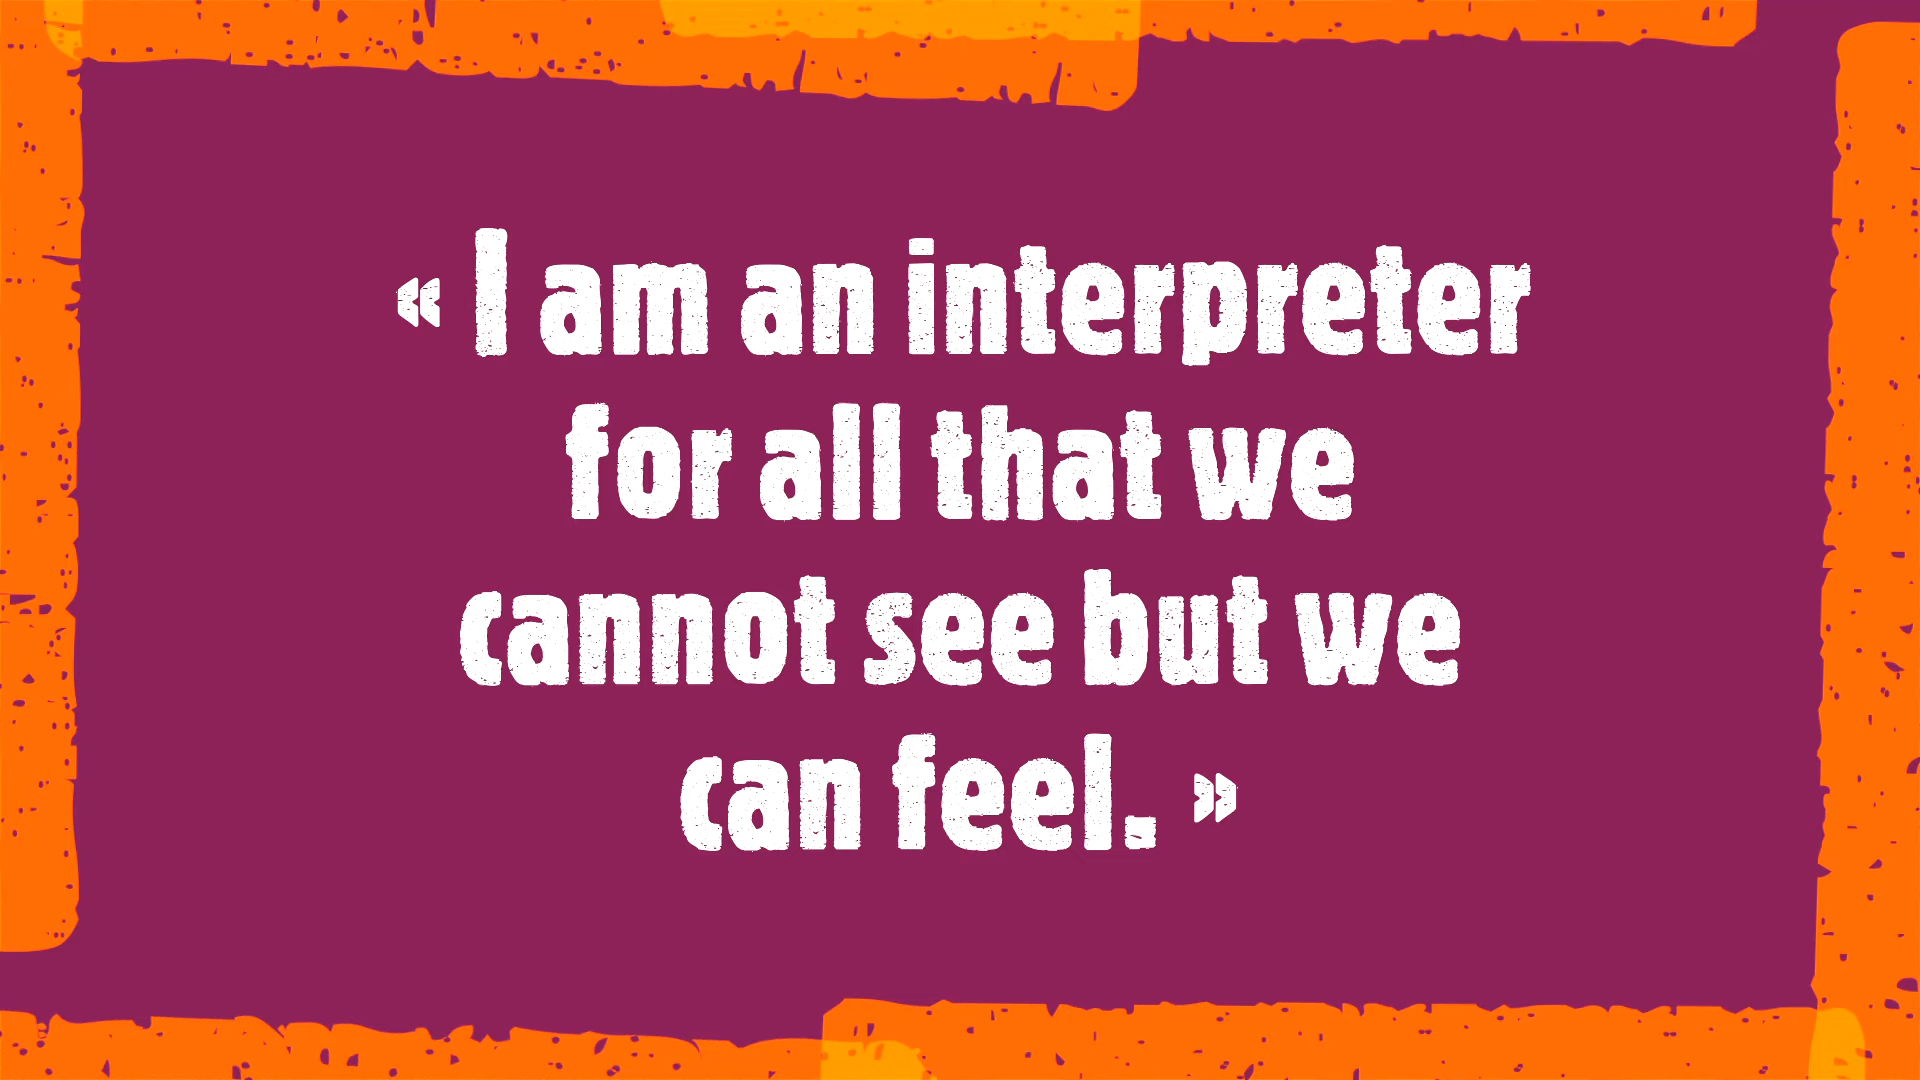 « I am an interpreter
for all that we
cannot see but we
can feel. »